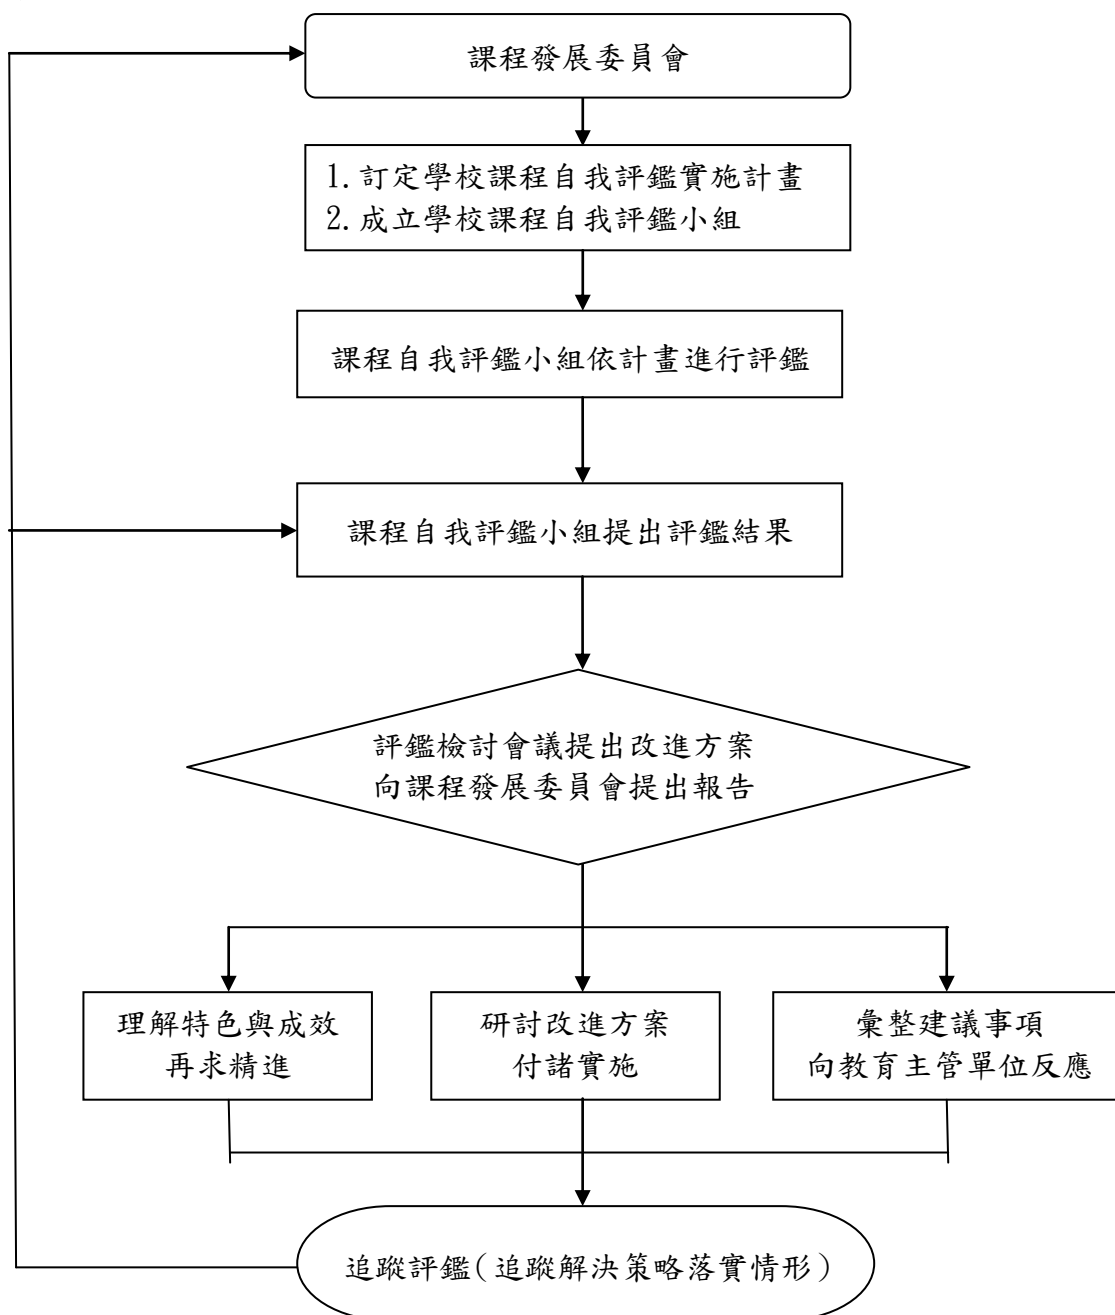 課程發展委員會
1.訂定學校課程自我評鑑實施計畫
2.成立學校課程自我評鑑小組
課程自我評鑑小組依計畫進行評鑑
課程自我評鑑小組提出評鑑結果
評鑑檢討會議提出改進方案
向課程發展委員會提出報告
理解特色與成效
再求精進
研討改進方案
付諸實施
彙整建議事項
向教育主管單位反應
追蹤評鑑(追蹤解決策略落實情形)